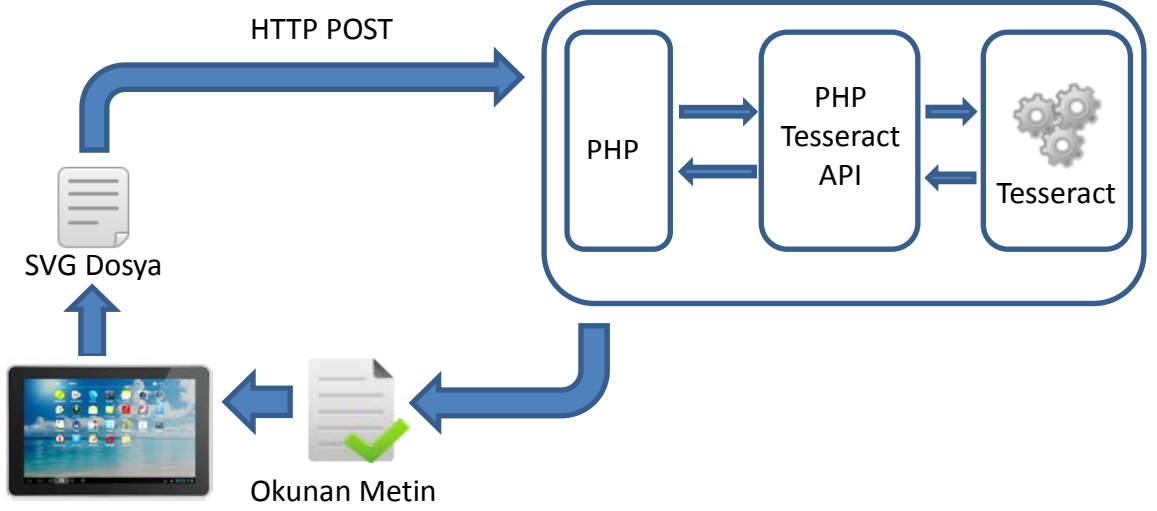 HTTP POST
PHP
PHP
Tesseract
API
Tesseract
SVG Dosya
Okunan Metin